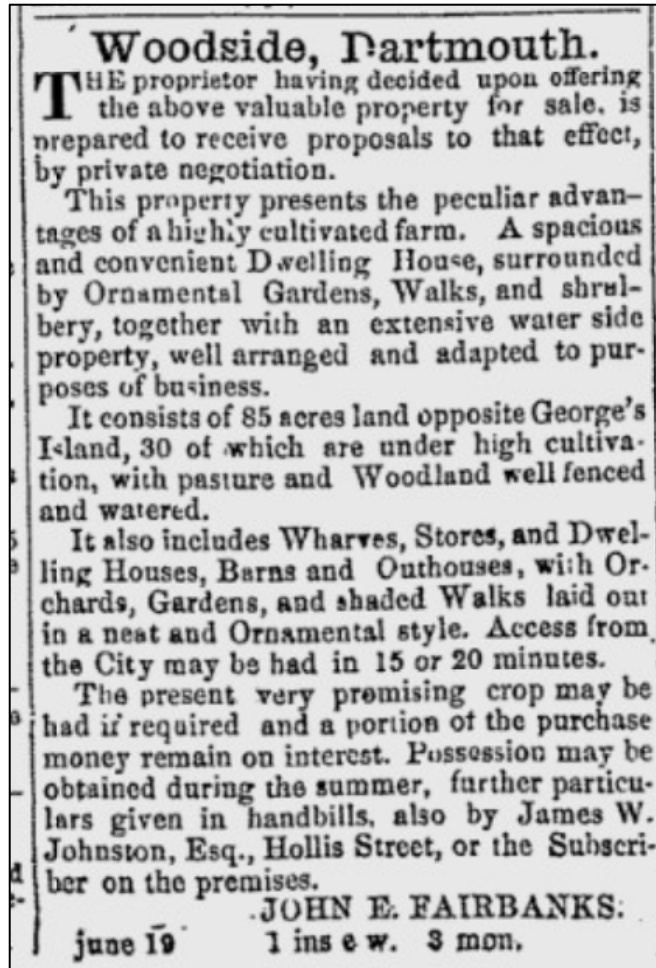 Woodside, Dartmouth.
THE proprietor having decided upon offering
the above valuable property for sale. is
prepared to receive proposals to that effect,
by private negotiation.
This property presents the peculiar advan-
tages of a highly cultivated farm. A spacious
and convenient Dwelling House, surrounded
by Ornamental Gardens, Walks, and shrub-
bery, together with an extensive water side
property, well arranged and adapted to pur-
poses of business.
It consists of 85 acres land opposite George's
Island, 30 of which are under high cultiva-
tion, with pasture and Woodland well fenced
and watered.
It also includes Wharves, Stores, and Dwel-
ling Houses, Barns and Outhouses, with Or-
chards, Gardens, and shaded Walks laid out
in a neat and Ornamental style. Access from
the City may be had in 15 or 20 minutes.
The present very promising crop may be
had if required and a portion of the purchase
money remain on interest. Possession may be
obtained during the summer, further particu-
lars given in handbills, also by James W.
Johnston, Esq., Hollis Street, or the Subscri-
ber on the premises.
JOHN E. FAIRBANKS.
june 19 1 ins e w. 3 mon.